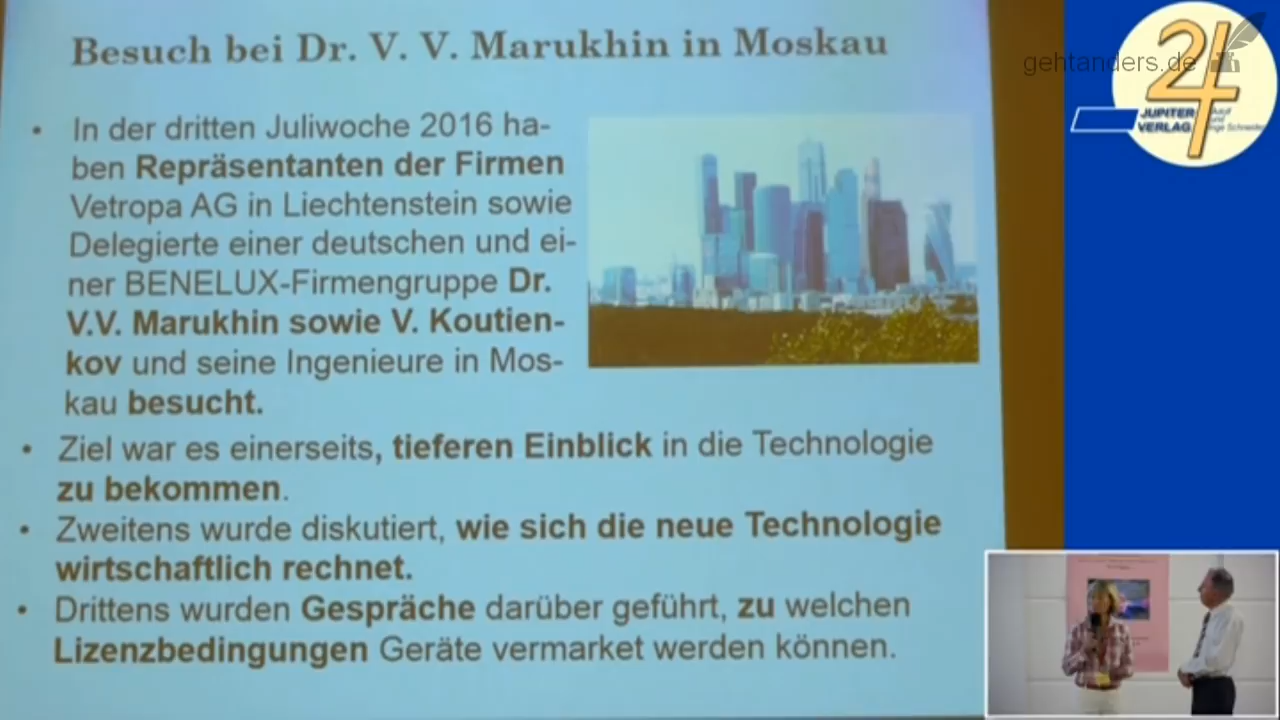 Besuch bei Dr. V. V. Marukhin in Moskau
• In der dritten Juliwoche 2016 ha-
ben Repräsentanten der Firmen
Vetropa AG in Liechtenstein sowie
Delegierte einer deutschen und ei-
ner BENELUX-Firmengruppe Dr.
V.V. Marukhin sowie V. Koutien-
kov und seine Ingenieure in Mos-
kau besucht.
• Ziel war es einerseits, tieferen Einblick in die Technologie
zu bekommen.
• Zweitens wurde diskutiert, wie sich die neue Technologie
wirtschaftlich rechnet.
• Drittens wurden Gespräche darüber geführt, zu welchen
Lizenzbedingungen Geräte vermarket werden können.
gehtanders.de
JUPITER
VERLAG
und
Inge Schneider